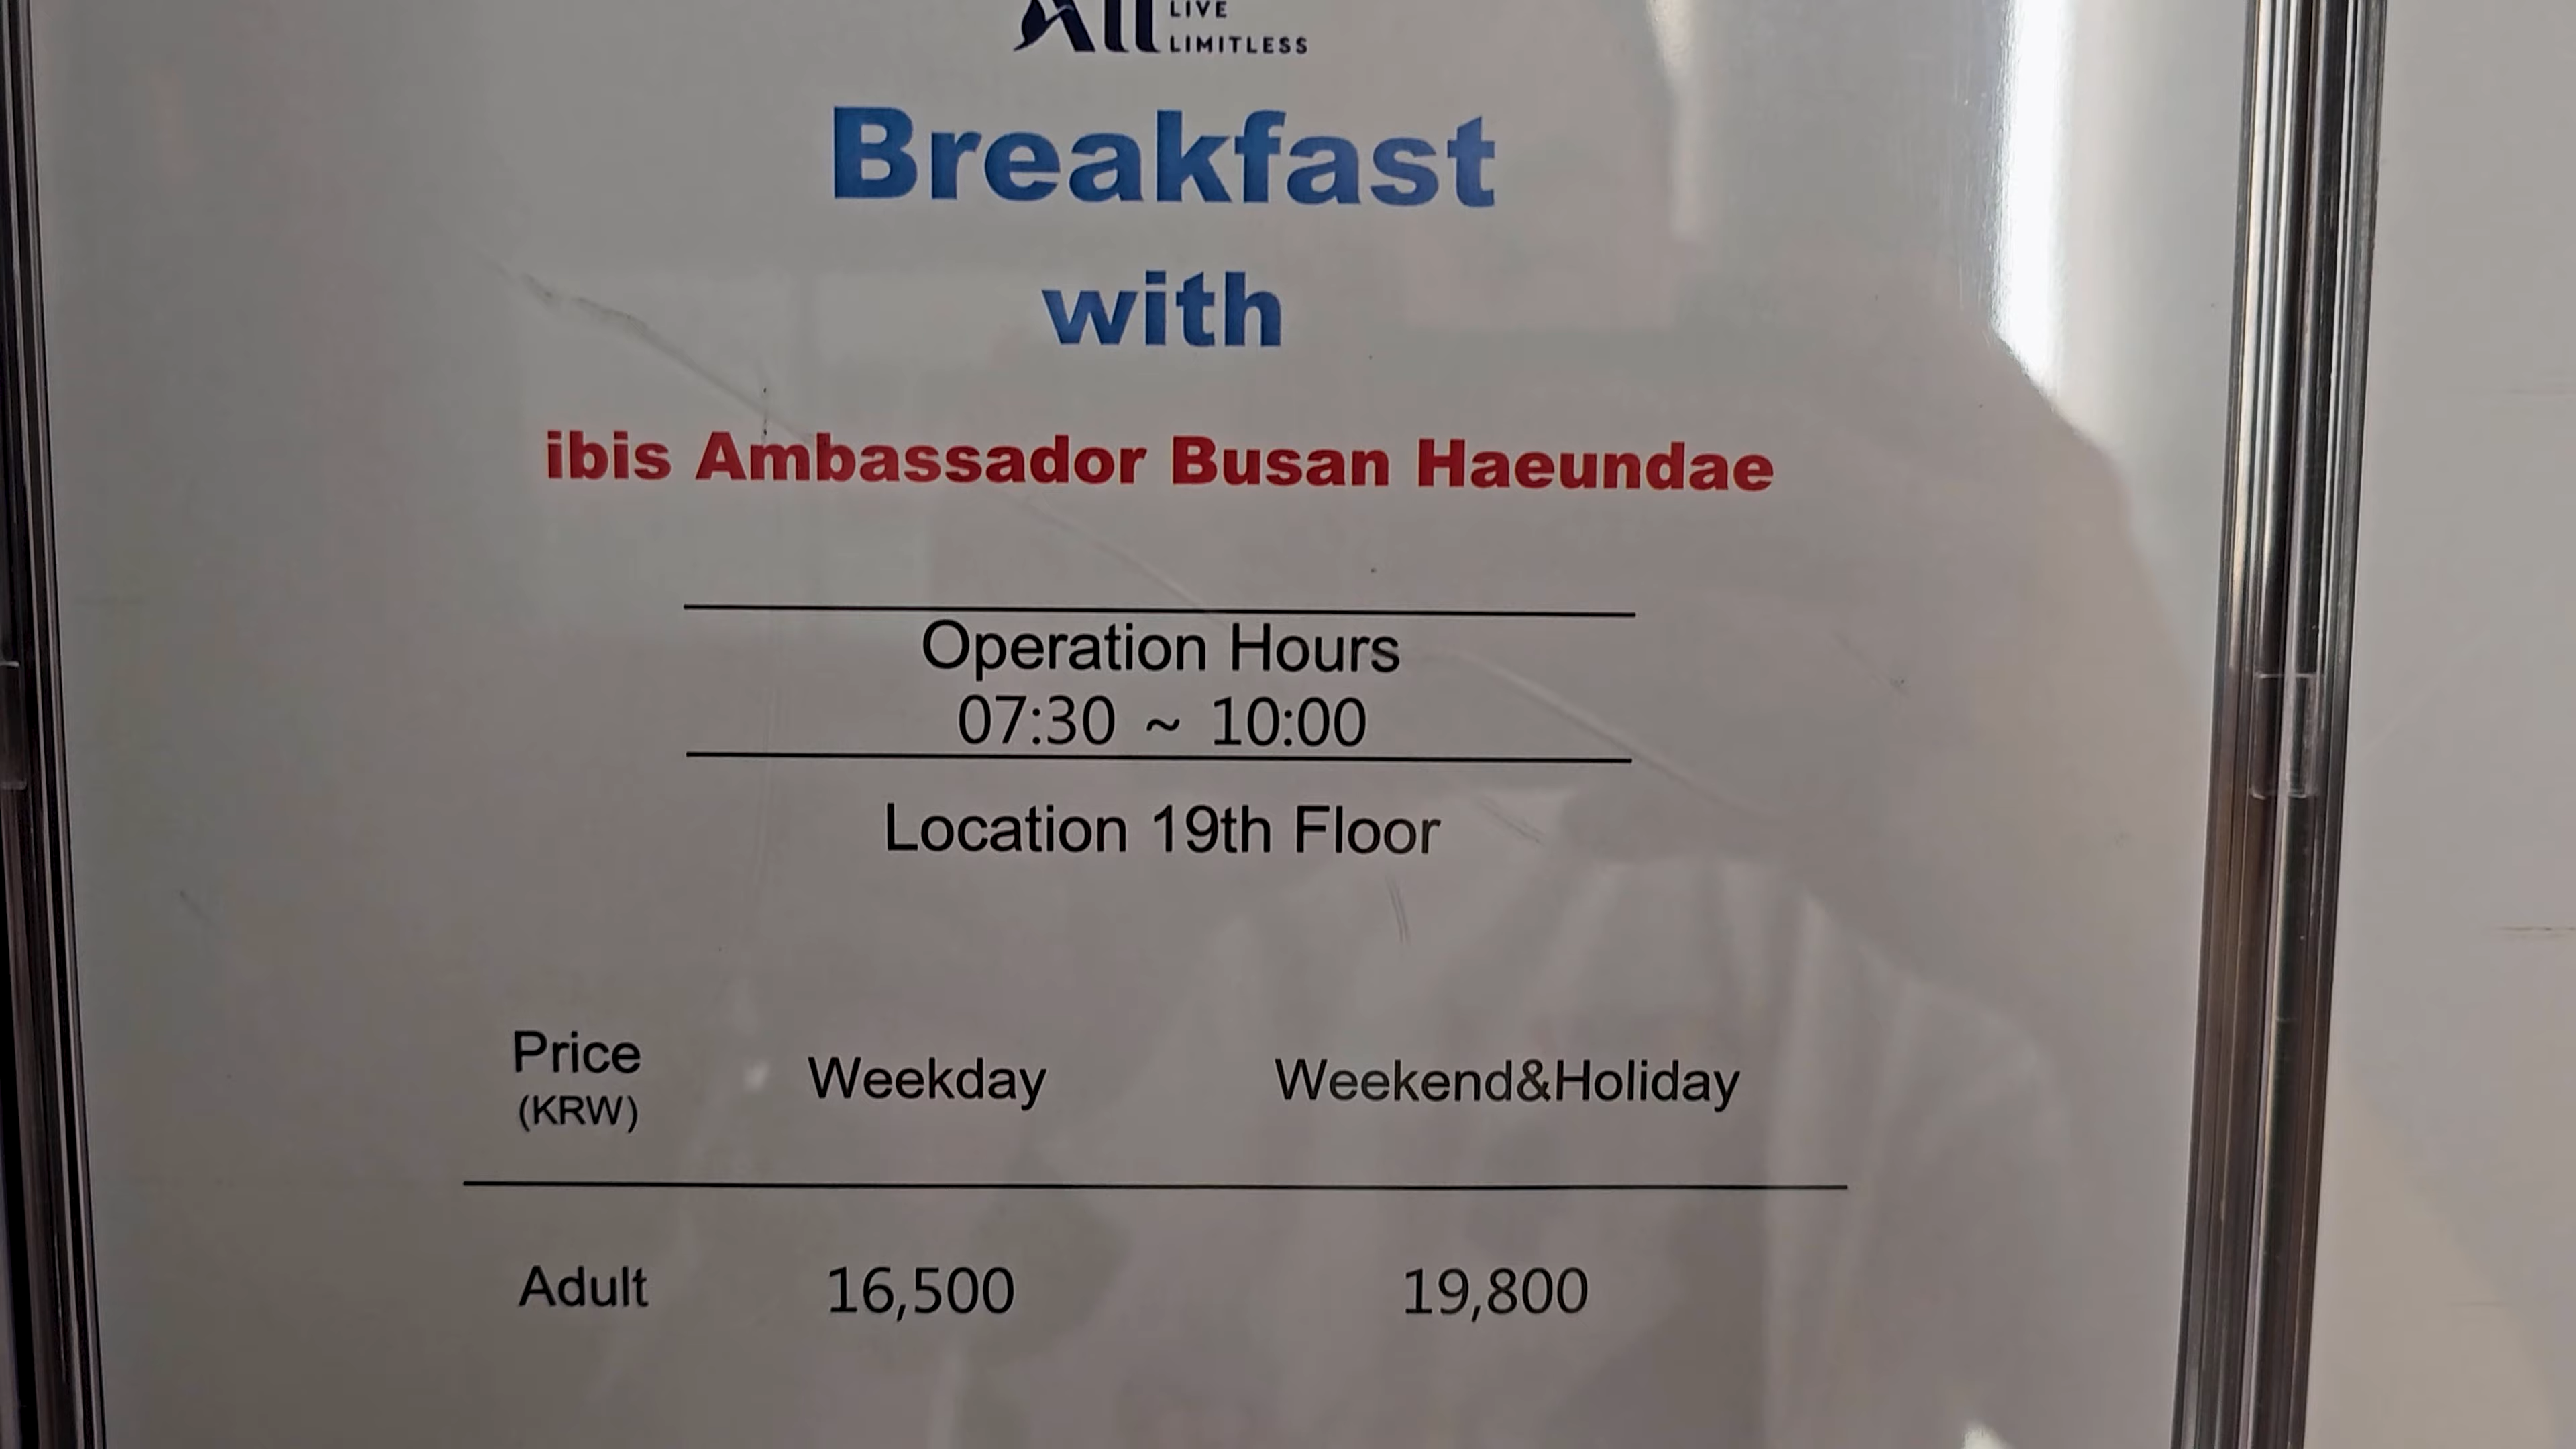 ALL LIVE
LIMITLESS
Breakfast
with
ibis Ambassador Busan Haeundae
Operation Hours
07:30 ~ 10:00
Location 19th Floor
Price
(KRW)
Weekday
Weekend&Holiday
Adult 16,500 19,800